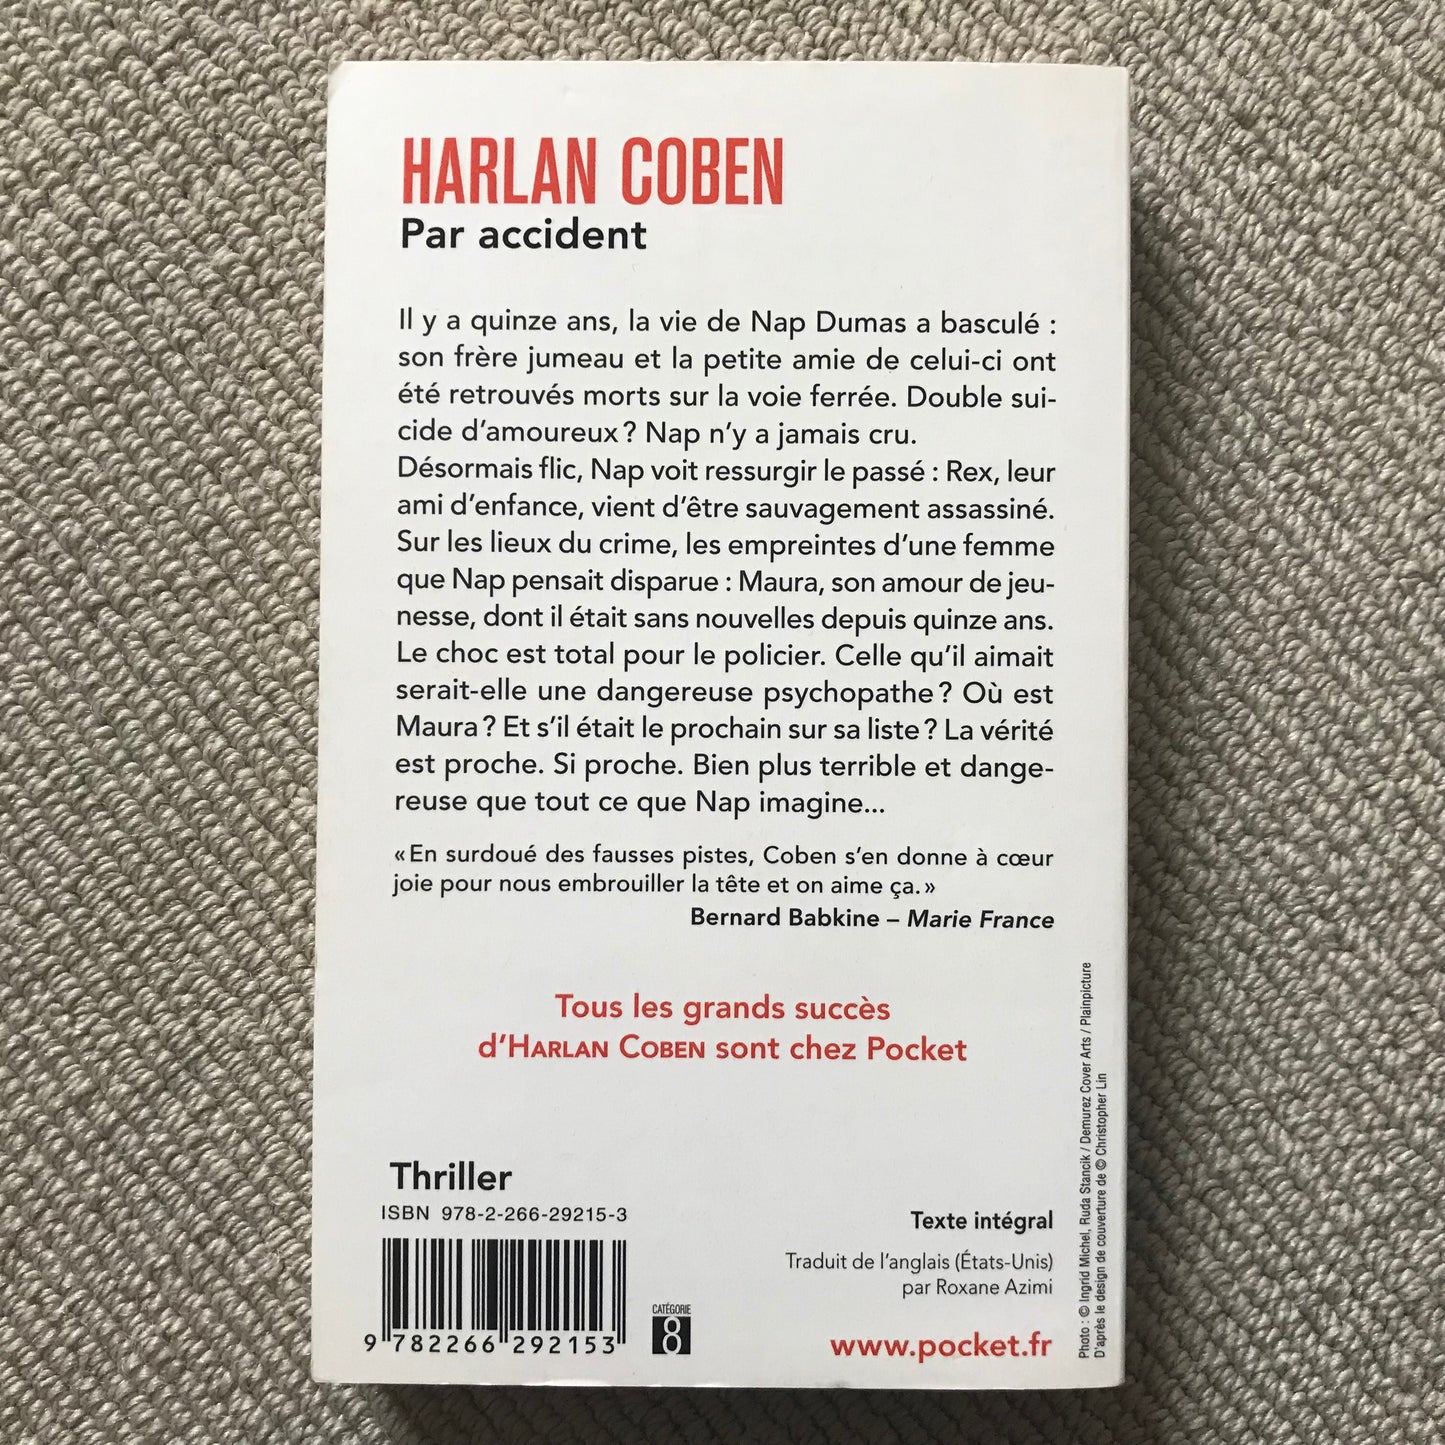 HARLAN COBEN
Par accident
Il y a quinze ans, la vie de Nap Dumas a basculé :
son frère jumeau et la petite amie de celui-ci ont
été retrouvés morts sur la voie ferrée. Double sui-
cide d'amoureux ? Nap n'y a jamais cru.
Désormais flic, Nap voit ressurgir le passé : Rex, leur
ami d'enfance, vient d'être sauvagement assassiné.
Sur les lieux du crime, les empreintes d'une femme
que Nap pensait disparue : Maura, son amour de jeu-
nesse, dont il était sans nouvelles depuis quinze ans.
Le choc est total pour le policier. Celle qu'il aimait
serait-elle une dangereuse psychopathe ? Où est
Maura ? Et s'il était le prochain sur sa liste ? La vérité
est proche. Si proche. Bien plus terrible et dange-
reuse que tout ce que Nap imagine...
« En surdoué des fausses pistes, Coben s'en donne à cœur
joie pour nous embrouiller la tête et on aime ça. »
Bernard Babkine – Marie France
Tous les grands succès
d'HARLAN COBEN sont chez Pocket
Thriller
ISBN 978-2-266-29215-3
9 782266 292153
CATÉGORIE
8
Texte intégral
Traduit de l'anglais (États-Unis)
par Roxane Azimi
www.pocket.fr
Photo : © Ingrid Michel, Ruda Stancik / Demurez Cover Arts / Plainpicture
D'après le design de couverture de © Christopher Lin